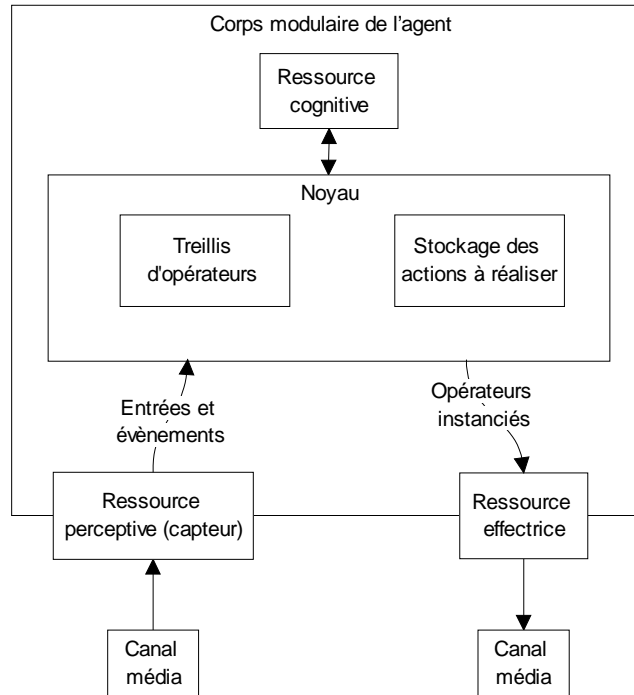 Corps modulaire de l'agent
Ressource
cognitive
Noyau
Treillis
d'opérateurs
Stockage des
actions à réaliser
Entrées et
évènements
Opérateurs
instanciés
Ressource
perceptive (capteur)
Ressource
effectrice
Canal
média
Canal
média